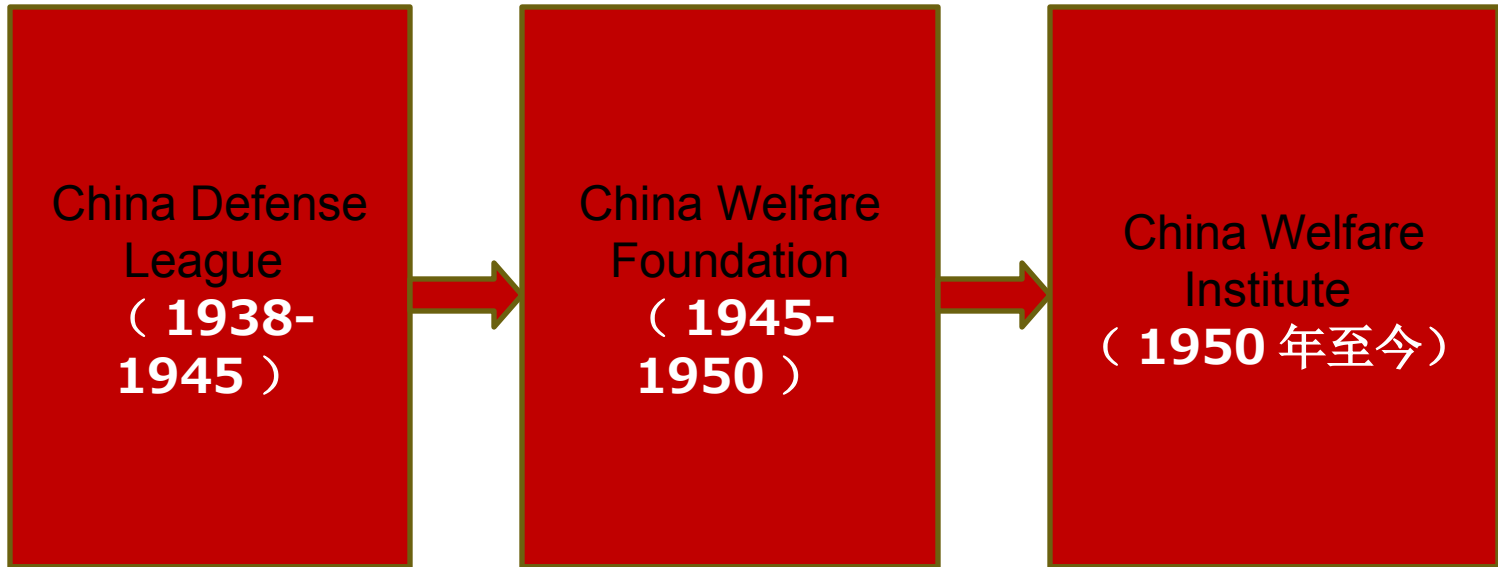 China Defense
League
（ 1938-
1945 ）
China Welfare
Foundation
（ 1945-
1950 ）
China Welfare
Institute
（ 1950 年至今）